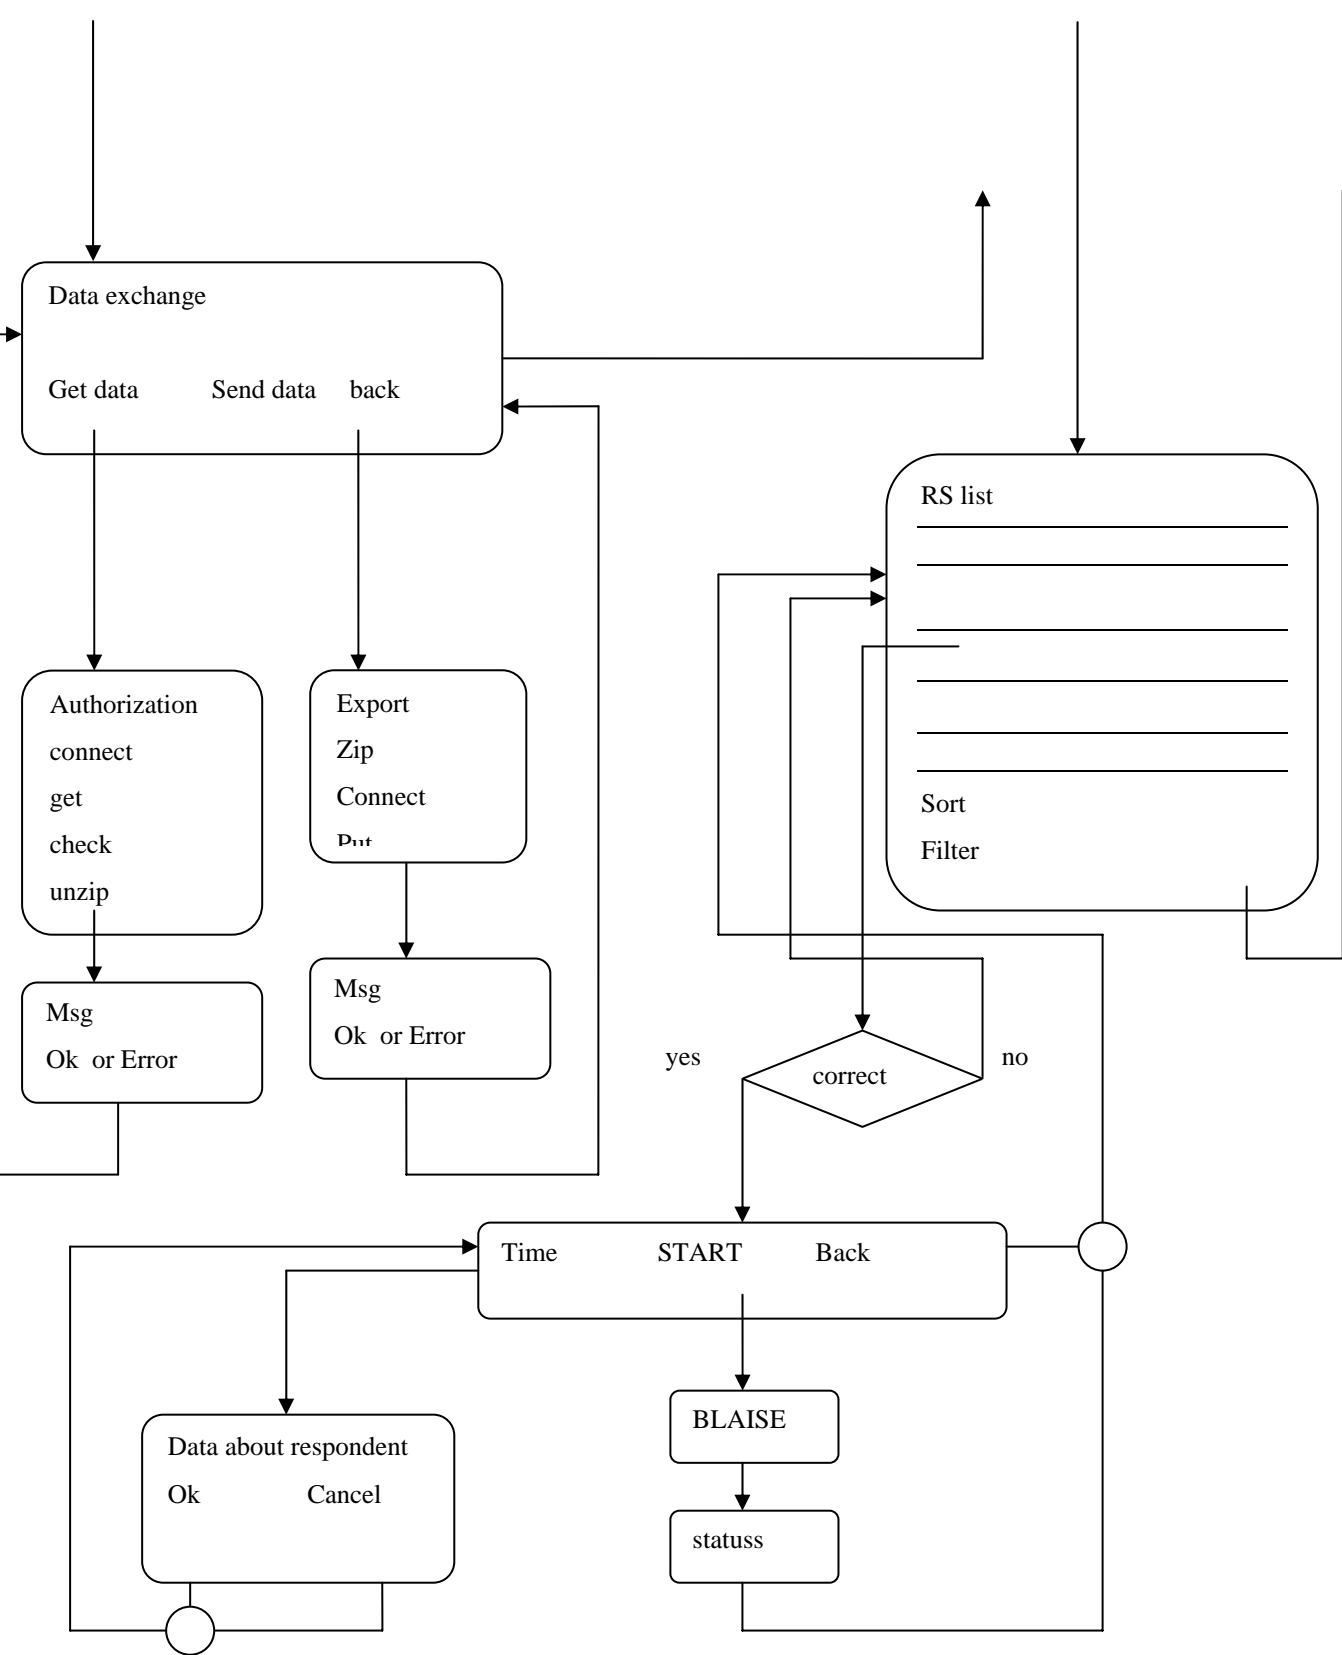 Data exchange
Get data Send data back
RS list
Sort
Filter
Authorization
connect
get
check
unzip
Export
Zip
Connect
Put
Msg
Ok or Error
Msg
Ok or Error
yes
correct
no
Time START Back
BLAISE
statuss
Data about respondent
Ok Cancel